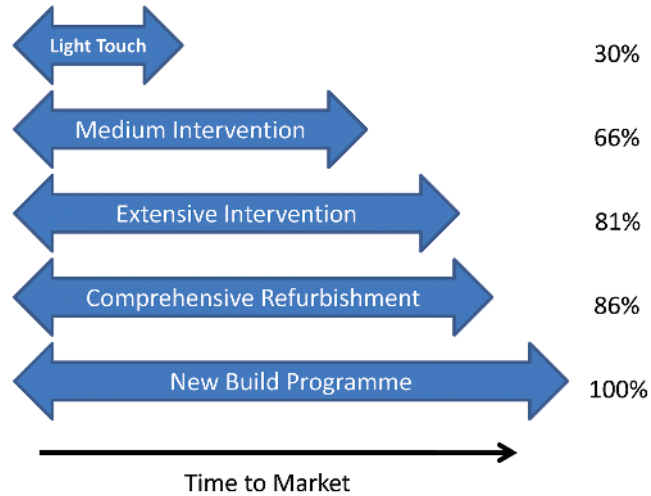 Light Touch 30%
Medium Intervention 66%
Extensive Intervention 81%
Comprehensive Refurbishment 86%
New Build Programme 100%
Time to Market